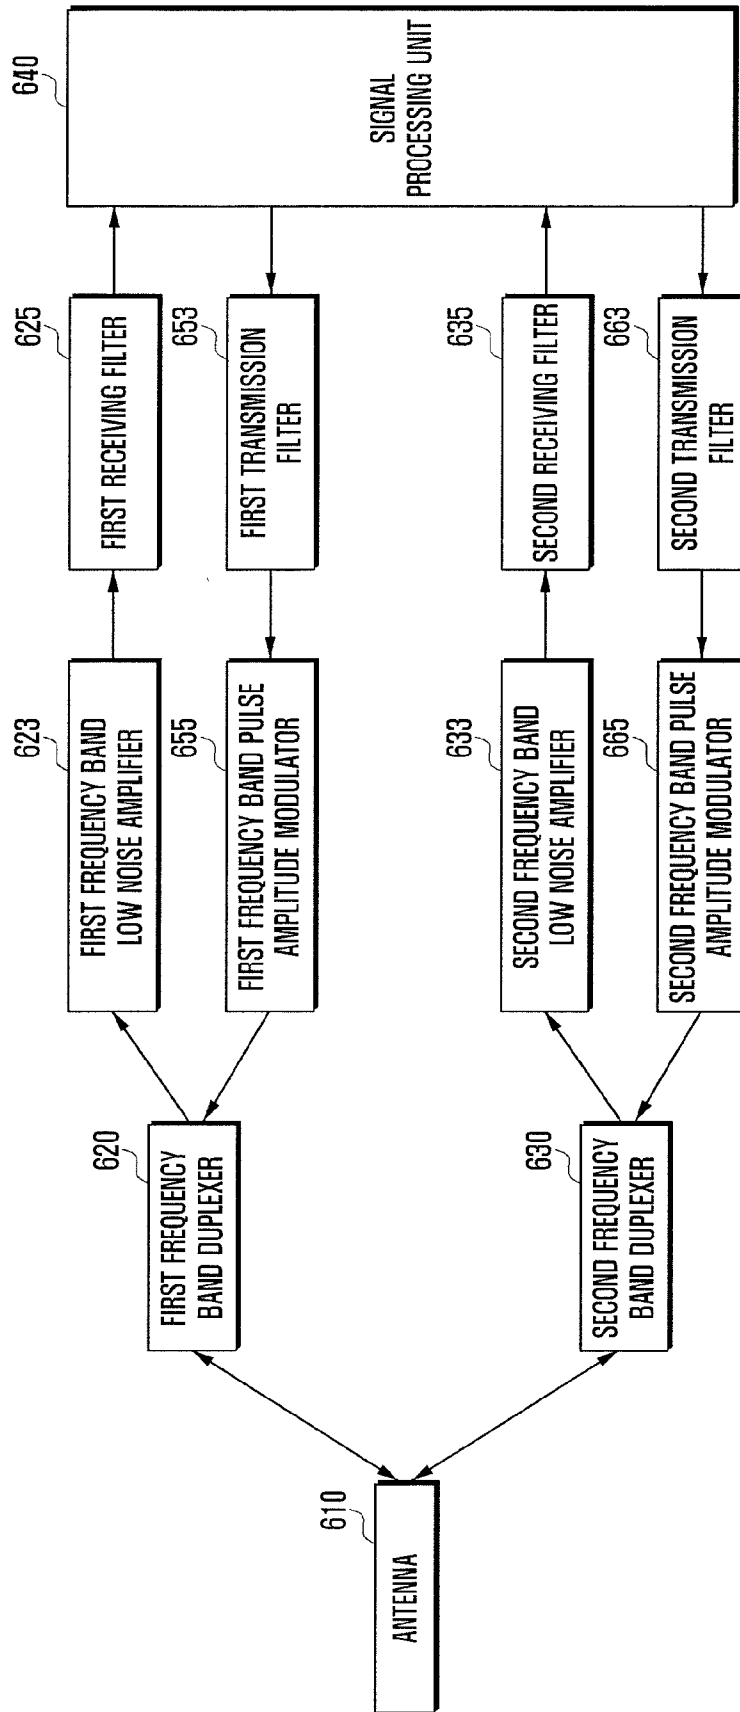 610
ANTENNA
620
FIRST FREQUENCY
BAND DUPLEXER
630
SECOND FREQUENCY
BAND DUPLEXER
623
FIRST FREQUENCY BAND
LOW NOISE AMPLIFIER
655
FIRST FREQUENCY BAND PULSE
AMPLITUDE MODULATOR
633
SECOND FREQUENCY BAND
LOW NOISE AMPLIFIER
665
SECOND FREQUENCY BAND PULSE
AMPLITUDE MODULATOR
625
FIRST RECEIVING FILTER
653
FIRST TRANSMISSION
FILTER
635
SECOND RECEIVING FILTER
663
SECOND TRANSMISSION
FILTER
640
SIGNAL
PROCESSING UNIT